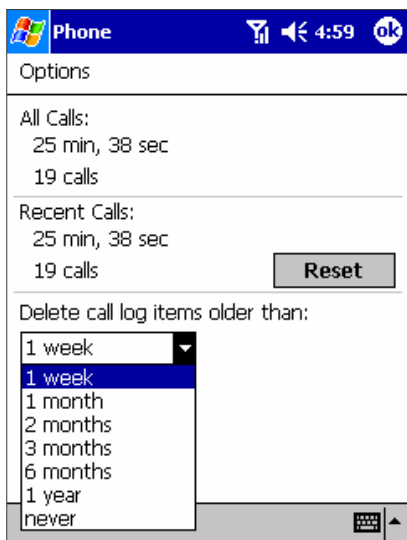 Phone 4:59 ok
Options
All Calls:
25 min, 38 sec
19 calls
Recent Calls:
25 min, 38 sec
19 calls Reset
Delete call log items older than:
1 week
1 week
1 month
2 months
3 months
6 months
1 year
never